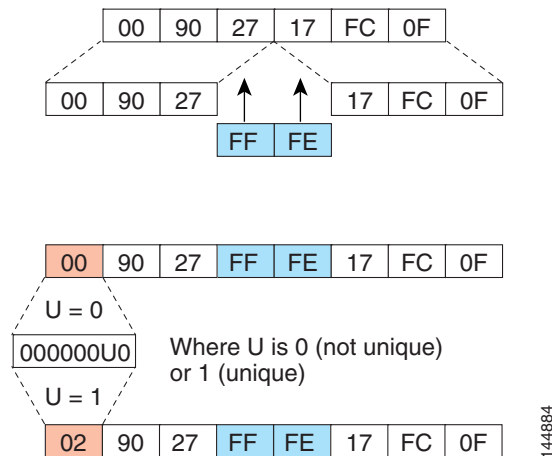 00 90 27 17 FC 0F
00 90 27 17 FC 0F
FF FE
00 90 27 FF FE 17 FC 0F
U = 0
000000U0 Where U is 0 (not unique)
or 1 (unique)
U = 1
02 90 27 FF FE 17 FC 0F
144884